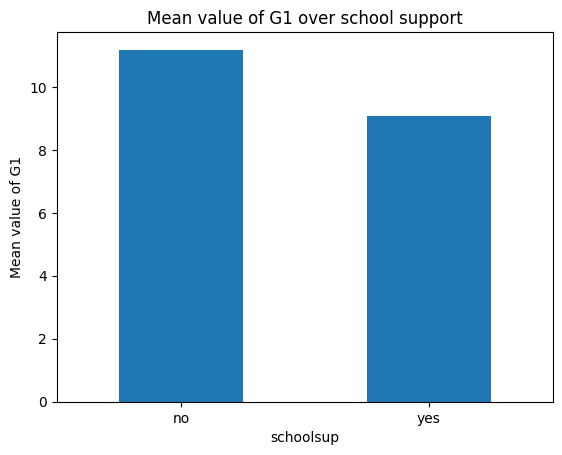 Mean value of G1 over school support
Mean value of G1
10
8
6
4
2
0
no yes
schoolsup